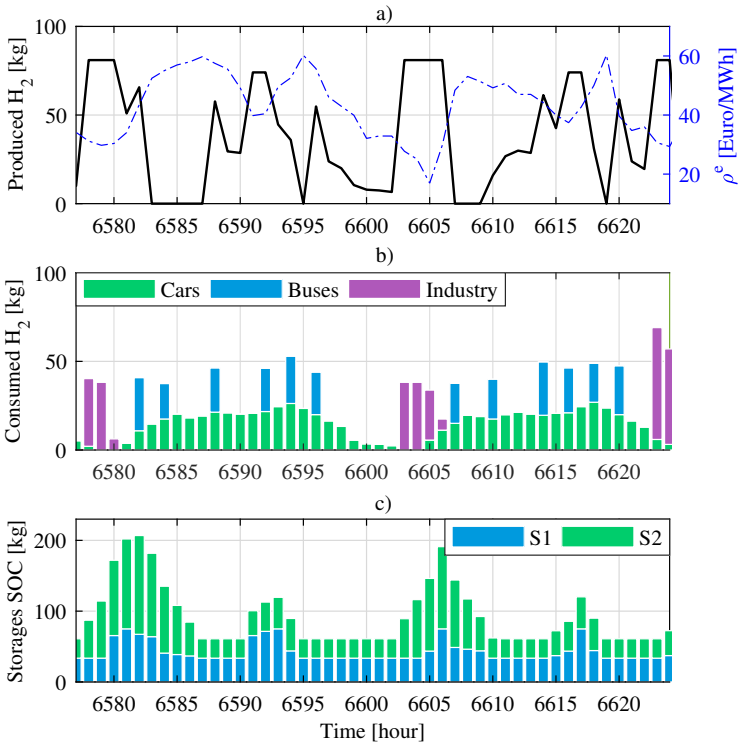 a)
Produced H2 [kg]
100
50
0
60
40
20
ρe [Euro/MWh]
6580 6585 6590 6595 6600 6605 6610 6615 6620
b)
Consumed H2 [kg]
100
50
0
Cars Buses Industry
6580 6585 6590 6595 6600 6605 6610 6615 6620
c)
Storages SOC [kg]
200
100
0
S1 S2
6580 6585 6590 6595 6600 6605 6610 6615 6620
Time [hour]